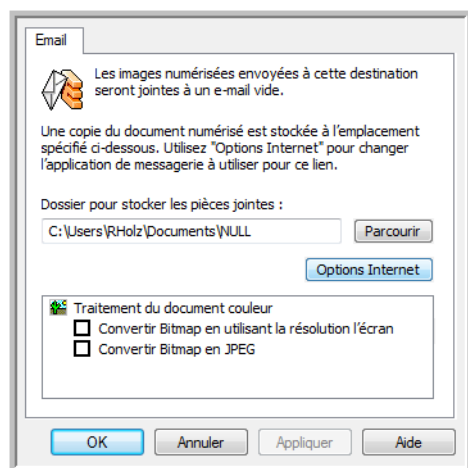 Email
Les images numérisées envoyées à cette destination
seront jointes à un e-mail vide.
Une copie du document numérisé est stockée à l'emplacement
spécifié ci-dessous. Utilisez "Options Internet" pour changer
l'application de messagerie à utiliser pour ce lien.
Dossier pour stocker les pièces jointes :
C:\Users\RHolz\Documents\NULL
Parcourir
Options Internet
Traitement du document couleur
Convertir Bitmap en utilisant la résolution l'écran
Convertir Bitmap en JPEG
OK Annuler Appliquer Aide